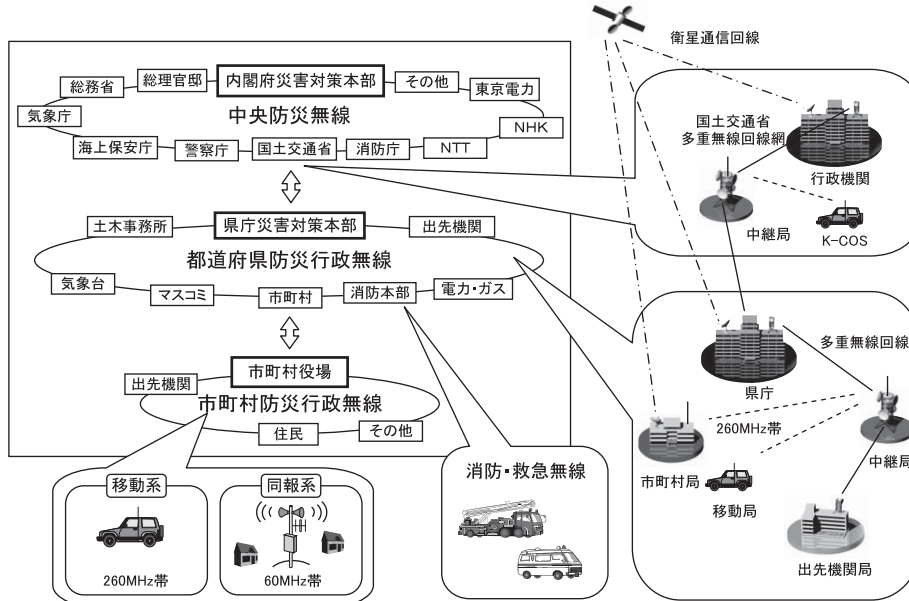 総務省
総理官邸
内閣府災害対策本部
その他
東京電力
気象庁
中央防災無線
NHK
海上保安庁
警察庁
国土交通省
消防庁
NTT
土木事務所
県庁災害対策本部
出先機関
都道府県防災行政無線
気象台
マスコミ
市町村
消防本部
電力・ガス
出先機関
市町村役場
市町村防災行政無線
住民
その他
移動系
260MHz帯
同報系
60MHz帯
消防・救急無線
衛星通信回線
国土交通省
多重無線回線網
行政機関
中継局
K-COS
多重無線回線
県庁
260MHz帯
市町村局
移動局
中継局
出先機関局